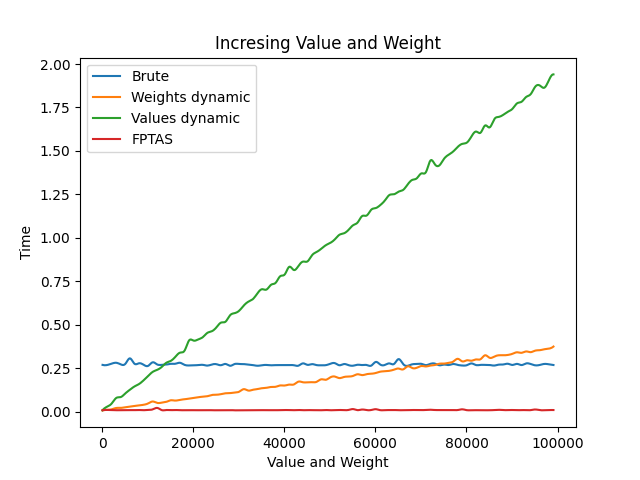 Incresing Value and Weight
Brute
Weights dynamic
Values dynamic
FPTAS
2.00
1.75
1.50
1.25
1.00
0.75
0.50
0.25
0.00
Time
0 20000 40000 60000 80000 100000
Value and Weight